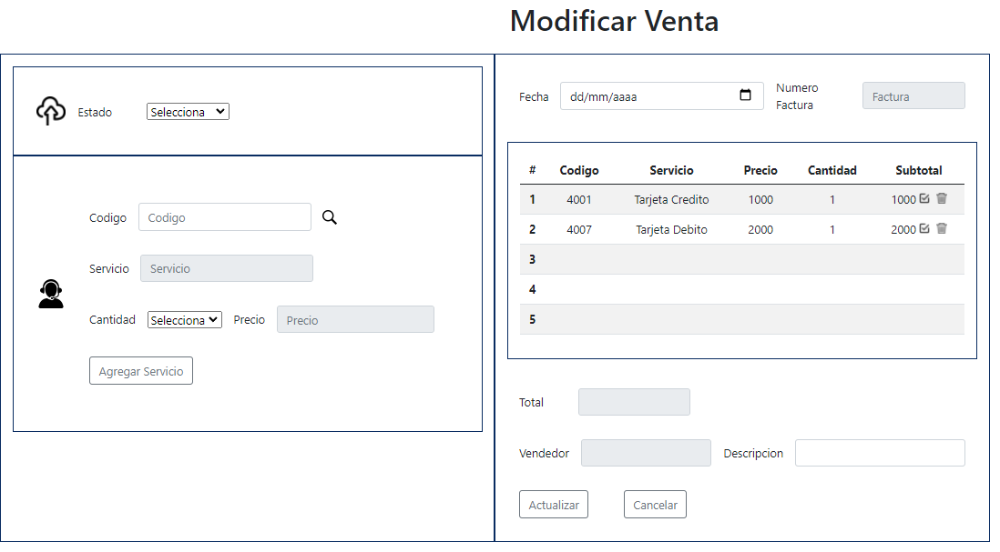 Modificar Venta
Estado Selecciona
Codigo Codigo
Servicio Servicio
Cantidad Selecciona Precio Precio
Agregar Servicio
Fecha dd/mm/aaaa Numero Factura Factura
# Codigo Servicio Precio Cantidad Subtotal
1 4001 Tarjeta Credito 1000 1 1000
2 4007 Tarjeta Debito 2000 1 2000
3
4
5
Total
Vendedor Descripcion
Actualizar Cancelar